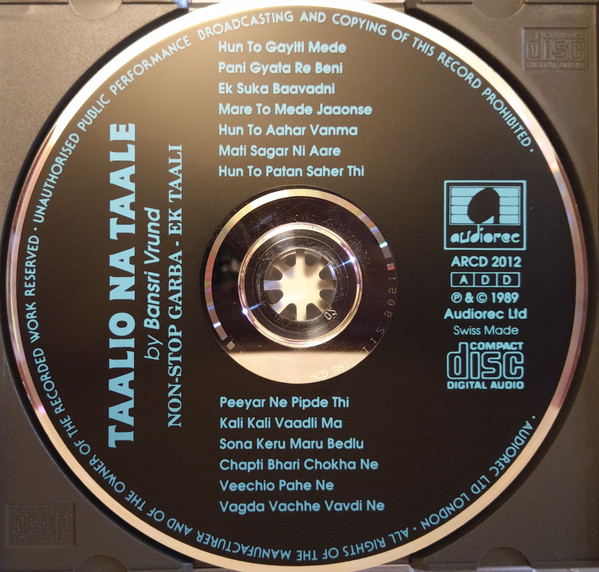 TAALIO NA TAALE
by Bansri Vrund
NON-STOP GARBA - EK TAALI
Hun To Gayiti Mede
Pani Gyata Re Beni
Ek Suka Baavadni
Mare To Mede Jaaonse
Hun To Aahar Vanma
Mati Sagar Ni Aare
Hun To Patan Saher Thi
a
audiorec
ARCD 2012
A D D
℗ & © 1989
Audiorec Ltd
Swiss Made
COMPACT
disc
DIGITAL AUDIO
Peeyar Ne Pipde Thi
Kali Kali Vaadli Ma
Sona Keru Maru Bedlu
Chapti Bhari Chokha Ne
Veechio Pahe Ne
Vagda Vachhe Vavdi Ne
• AUDIOREC LTD LONDON • ALL RIGHTS OF THE MANUFACTURER AND OF THE OWNER OF THE RECORDED WORK RESERVED • UNAUTHORISED PUBLIC PERFORMANCE BROADCASTING AND COPYING OF THIS RECORD PROHIBITED •
COMPACT
disc
DIGITAL AUDIO